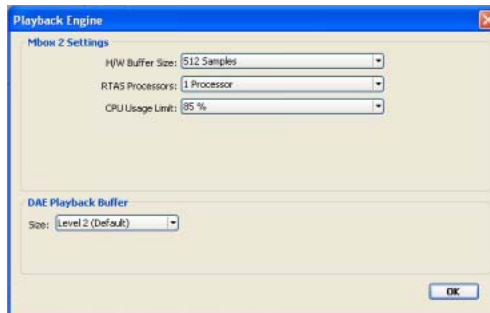 Playback Engine
Mbox 2 Settings
H/W Buffer Size: 512 Samples
RTAS Processors: 1 Processor
CPU Usage Limit: 85 %
DAE Playback Buffer
Size: Level 2 (Default)
OK